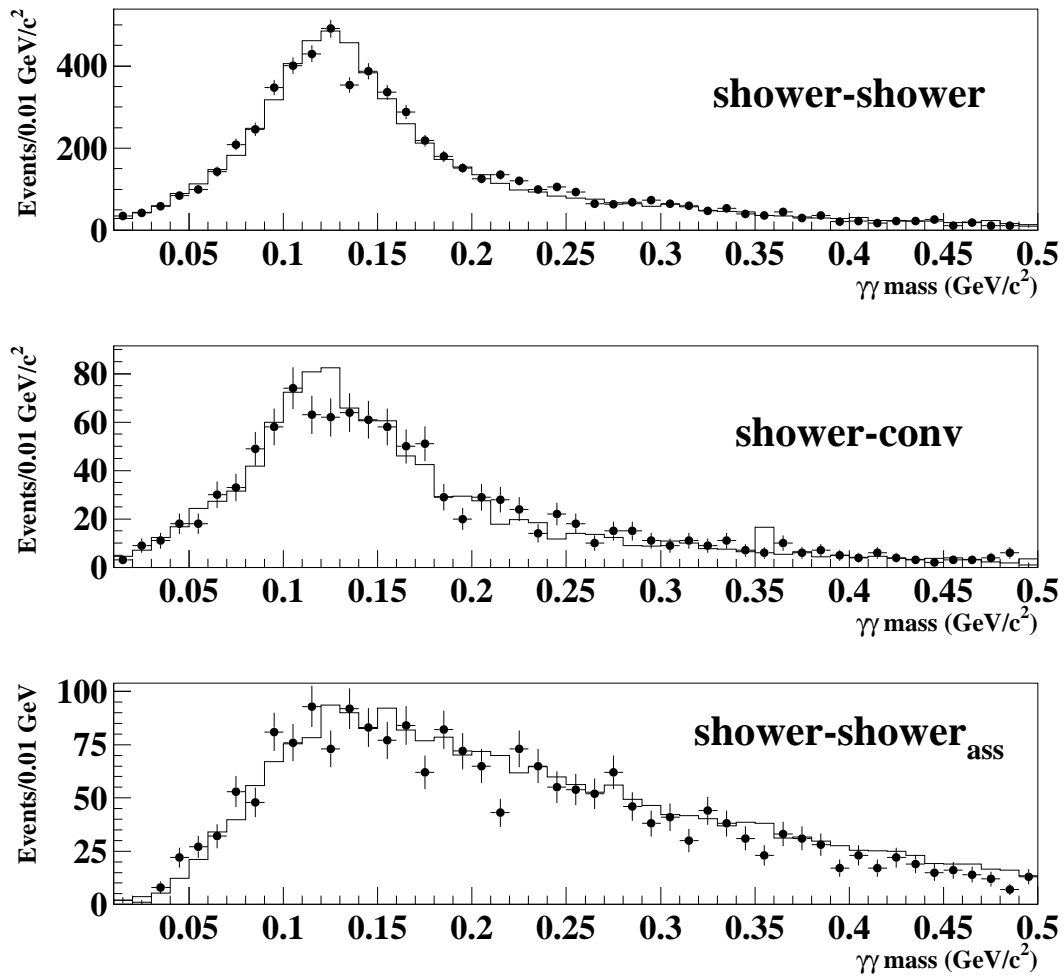 Events/0.01 GeV/c²
400
200
0
shower-shower
0.05 0.1 0.15 0.2 0.25 0.3 0.35 0.4 0.45 0.5
γγ mass (GeV/c²)
Events/0.01 GeV/c²
80
60
40
20
0
shower-conv
0.05 0.1 0.15 0.2 0.25 0.3 0.35 0.4 0.45 0.5
γγ mass (GeV/c²)
Events/0.01 GeV
100
75
50
25
0
shower-shower_ass
0.05 0.1 0.15 0.2 0.25 0.3 0.35 0.4 0.45 0.5
γγ mass (GeV/c²)